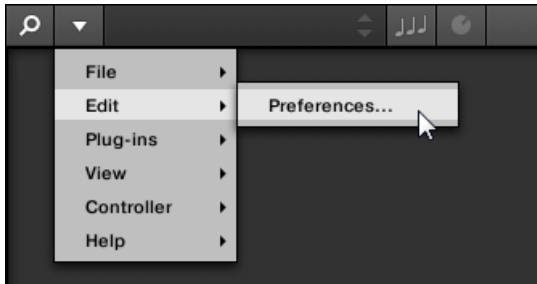 File
Edit
Preferences...
Plug-ins
View
Controller
Help